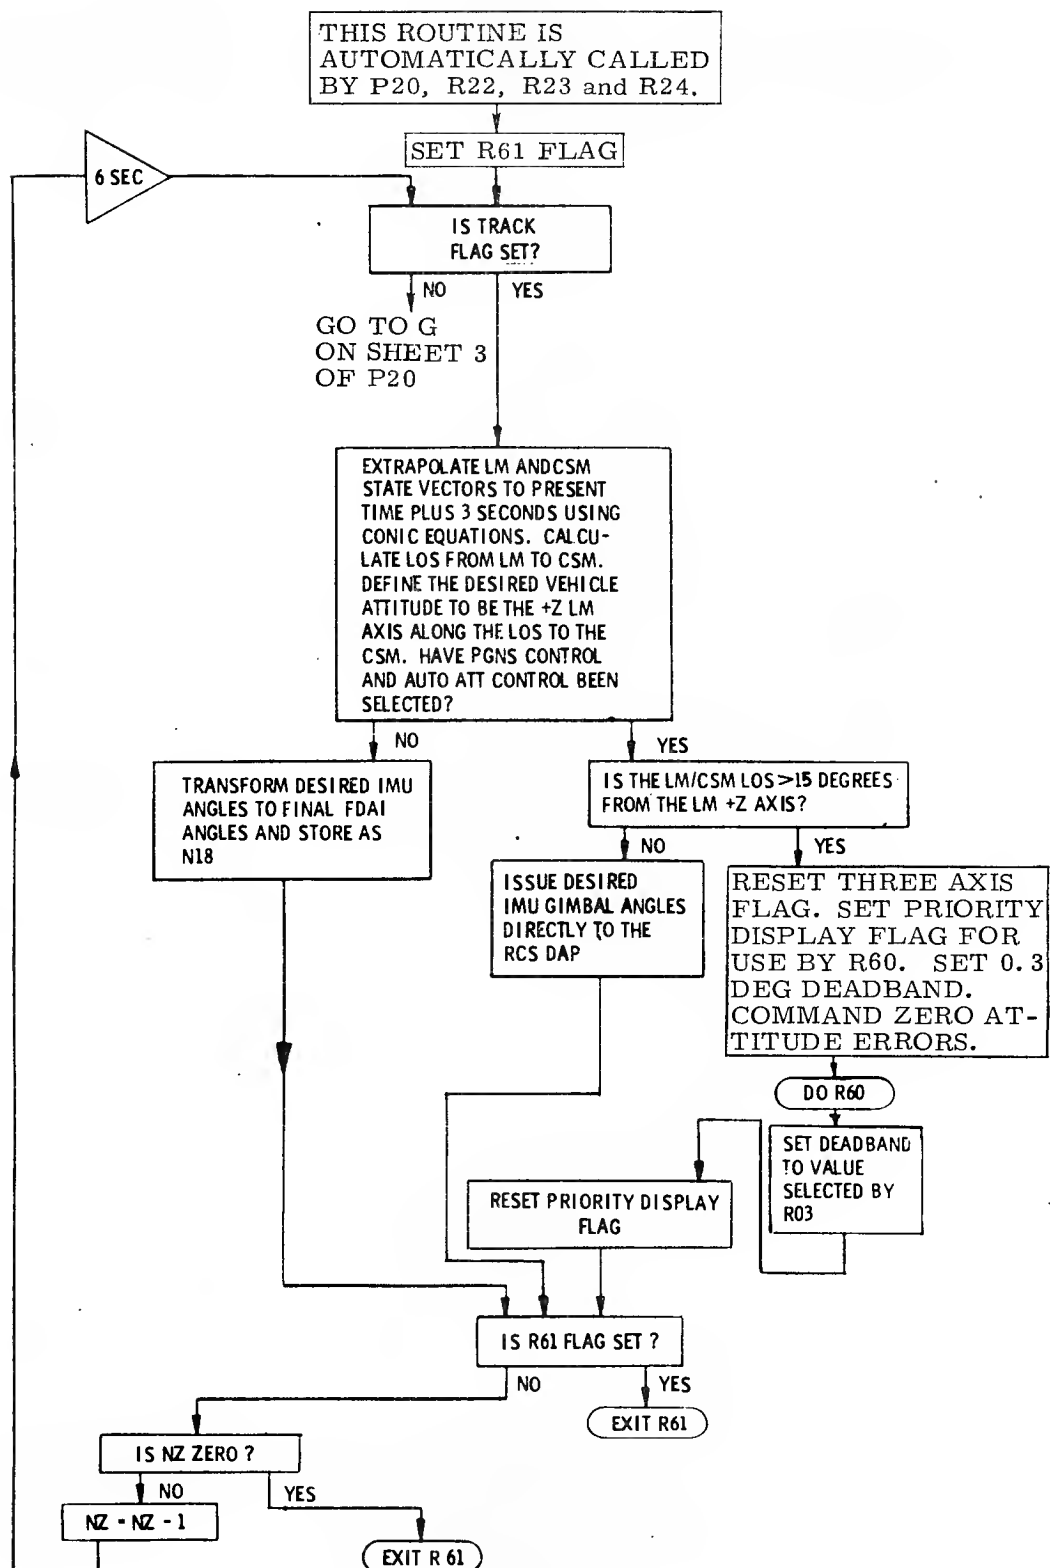 THIS ROUTINE IS
AUTOMATICALLY CALLED
BY P20, R22, R23 and R24.
SET R61 FLAG
6 SEC
IS TRACK
FLAG SET?
NO
YES
GO TO G
ON SHEET 3
OF P20
EXTRAPOLATE LM AND CSM
STATE VECTORS TO PRESENT
TIME PLUS 3 SECONDS USING
CONIC EQUATIONS. CALCU-
LATE LOS FROM LM TO CSM.
DEFINE THE DESIRED VEHICLE
ATTITUDE TO BE THE +Z LM
AXIS ALONG THE LOS TO THE
CSM. HAVE PGNS CONTROL
AND AUTO ATT CONTROL BEEN
SELECTED?
NO
YES
TRANSFORM DESIRED IMU
ANGLES TO FINAL FDAI
ANGLES AND STORE AS
N18
IS THE LM/CSM LOS >15 DEGREES
FROM THE LM +Z AXIS?
NO
YES
ISSUE DESIRED
IMU GIMBAL ANGLES
DIRECTLY TO THE
RCS DAP
RESET THREE AXIS
FLAG. SET PRIORITY
DISPLAY FLAG FOR
USE BY R60. SET 0.3
DEG DEADBAND.
COMMAND ZERO AT-
TITUDE ERRORS.
DO R60
SET DEADBAND
TO VALUE
SELECTED BY
R03
RESET PRIORITY DISPLAY
FLAG
IS R61 FLAG SET ?
NO
YES
EXIT R61
IS NZ ZERO ?
NO
YES
NZ = NZ - 1
EXIT R 61